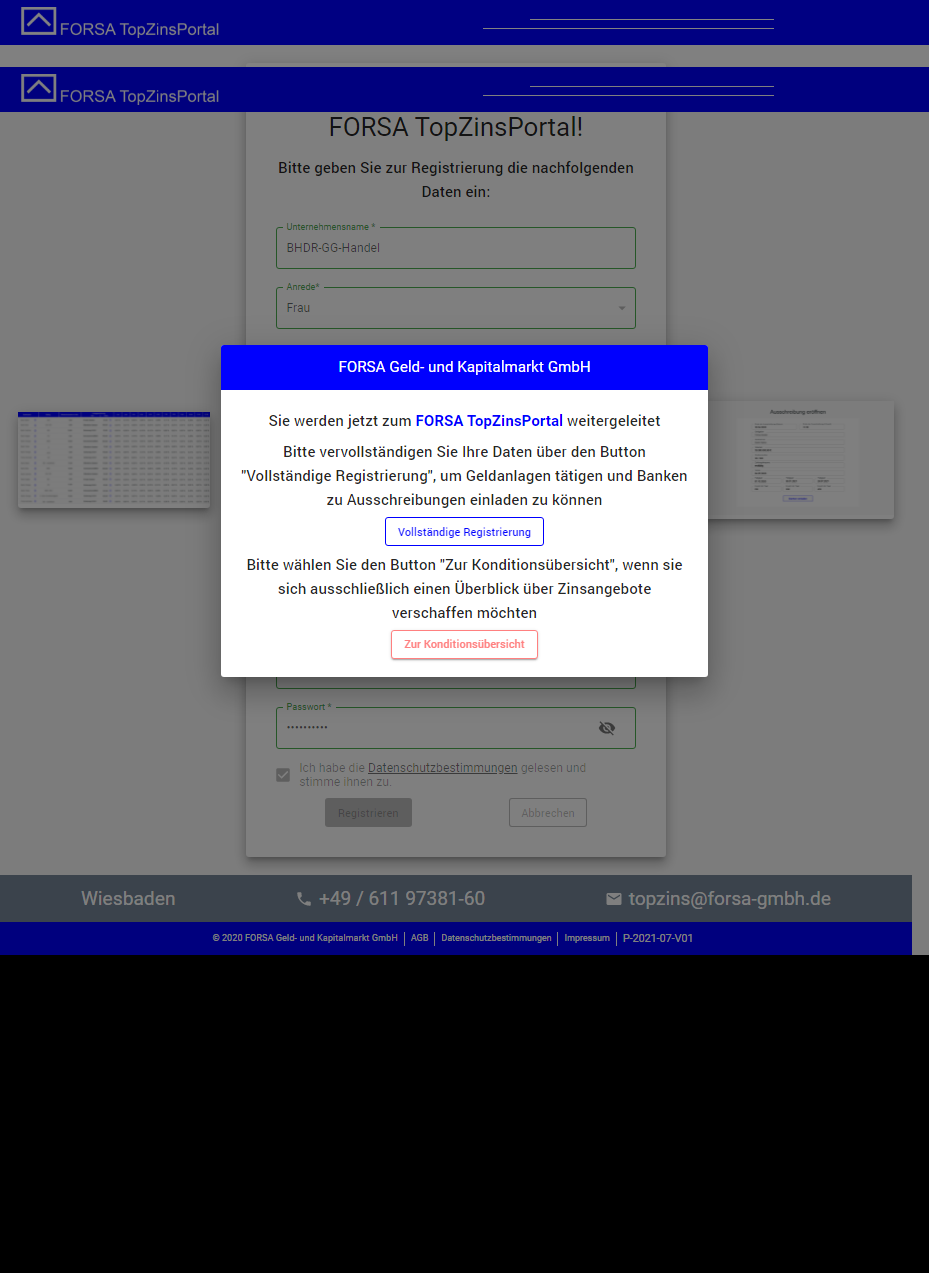 FORSA TopZinsPortal
FORSA TopZinsPortal
FORSA TopZinsPortal!
Bitte geben Sie zur Registrierung die nachfolgenden
Daten ein:
Unternehmensname *
BHDR-GG-Handel
Anrede*
Frau
FORSA Geld- und Kapitalmarkt GmbH
Sie werden jetzt zum FORSA TopZinsPortal weitergeleitet
Bitte vervollständigen Sie Ihre Daten über den Button
"Vollständige Registrierung", um Geldanlagen tätigen und Banken
zu Ausschreibungen einladen zu können
Vollständige Registrierung
Bitte wählen Sie den Button "Zur Konditionsübersicht", wenn sie
sich ausschließlich einen Überblick über Zinsangebote
verschaffen möchten
Zur Konditionsübersicht
Ausschreibung eröffnen
Passwort *
••••••••••
Ich habe die Datenschutzbestimmungen gelesen und
stimme ihnen zu.
Registrieren Abbrechen
Wiesbaden +49 / 611 97381-60 topzins@forsa-gmbh.de
© 2020 FORSA Geld- und Kapitalmarkt GmbH | AGB | Datenschutzbestimmungen | Impressum | P-2021-07-V01